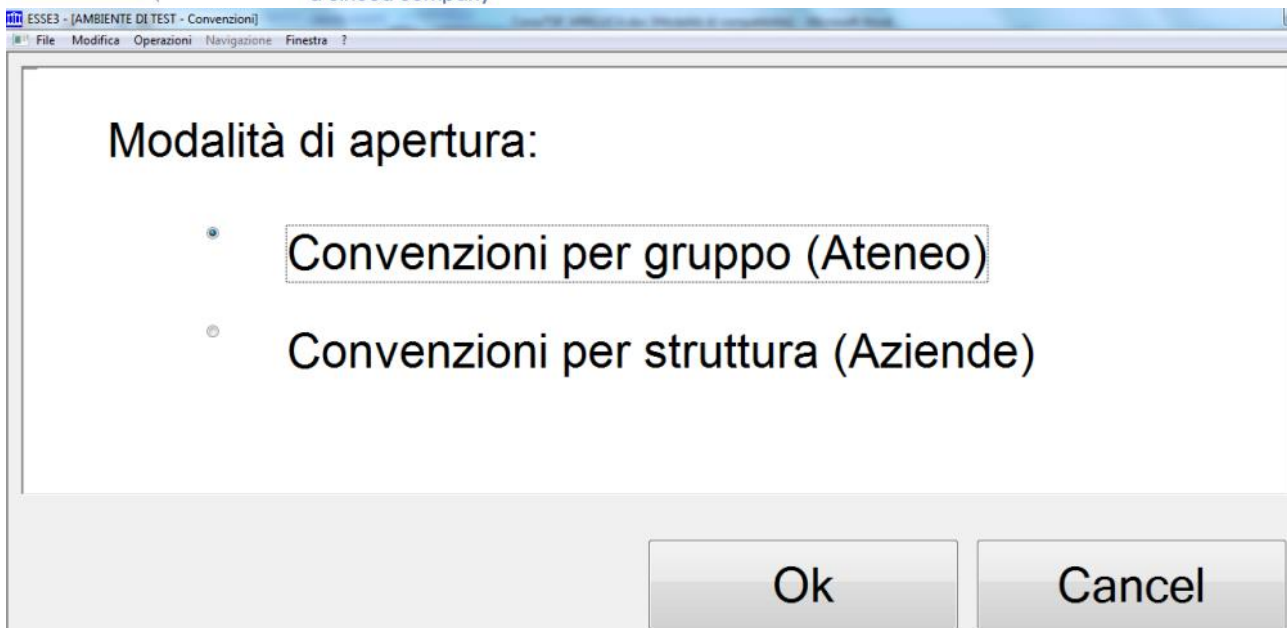 ESSE3 - [AMBIENTE DI TEST - Convenzioni]
File Modifica Operazioni Navigazione Finestra ?
Modalità di apertura:
Convenzioni per gruppo (Ateneo)
Convenzioni per struttura (Aziende)
Ok Cancel